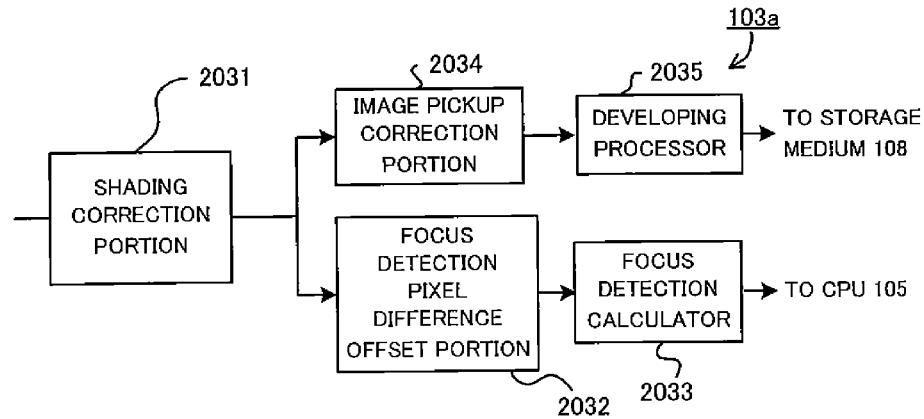 103a
2031
SHADING
CORRECTION
PORTION
2034
IMAGE PICKUP
CORRECTION
PORTION
2035
DEVELOPING
PROCESSOR
TO STORAGE
MEDIUM 108
FOCUS
DETECTION
PIXEL
DIFFERENCE
OFFSET PORTION
2032
FOCUS
DETECTION
CALCULATOR
2033
TO CPU 105